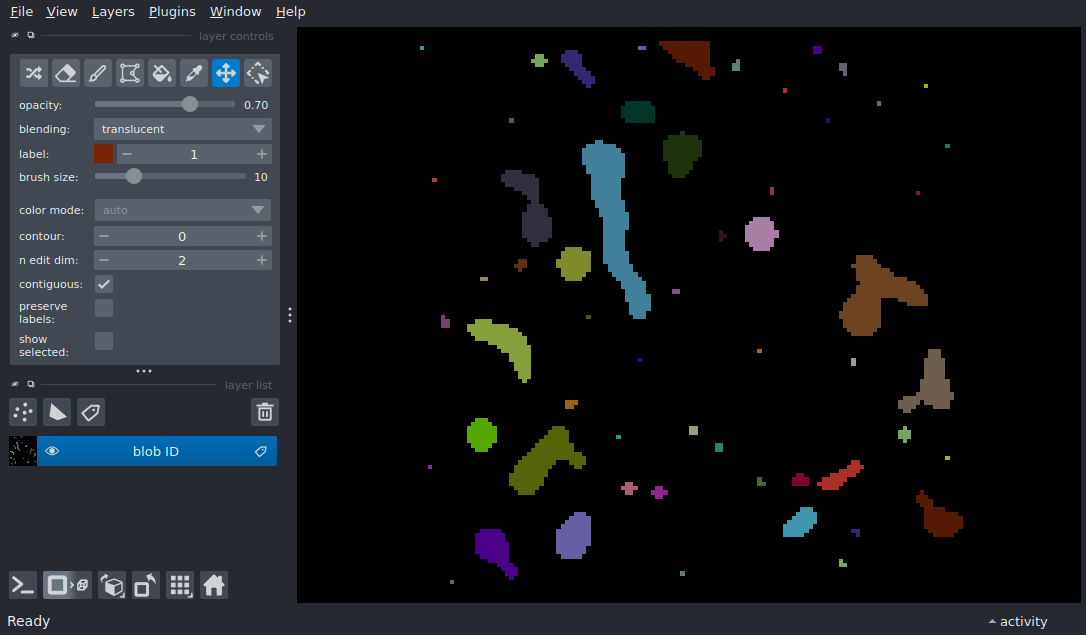 File View Layers Plugins Window Help
layer controls
opacity: 0.70
blending: translucent
label: 1
brush size: 10
color mode: auto
contour: 0
n edit dim: 2
contiguous:
preserve
labels:
show
selected:
layer list
blob ID
Ready
activity